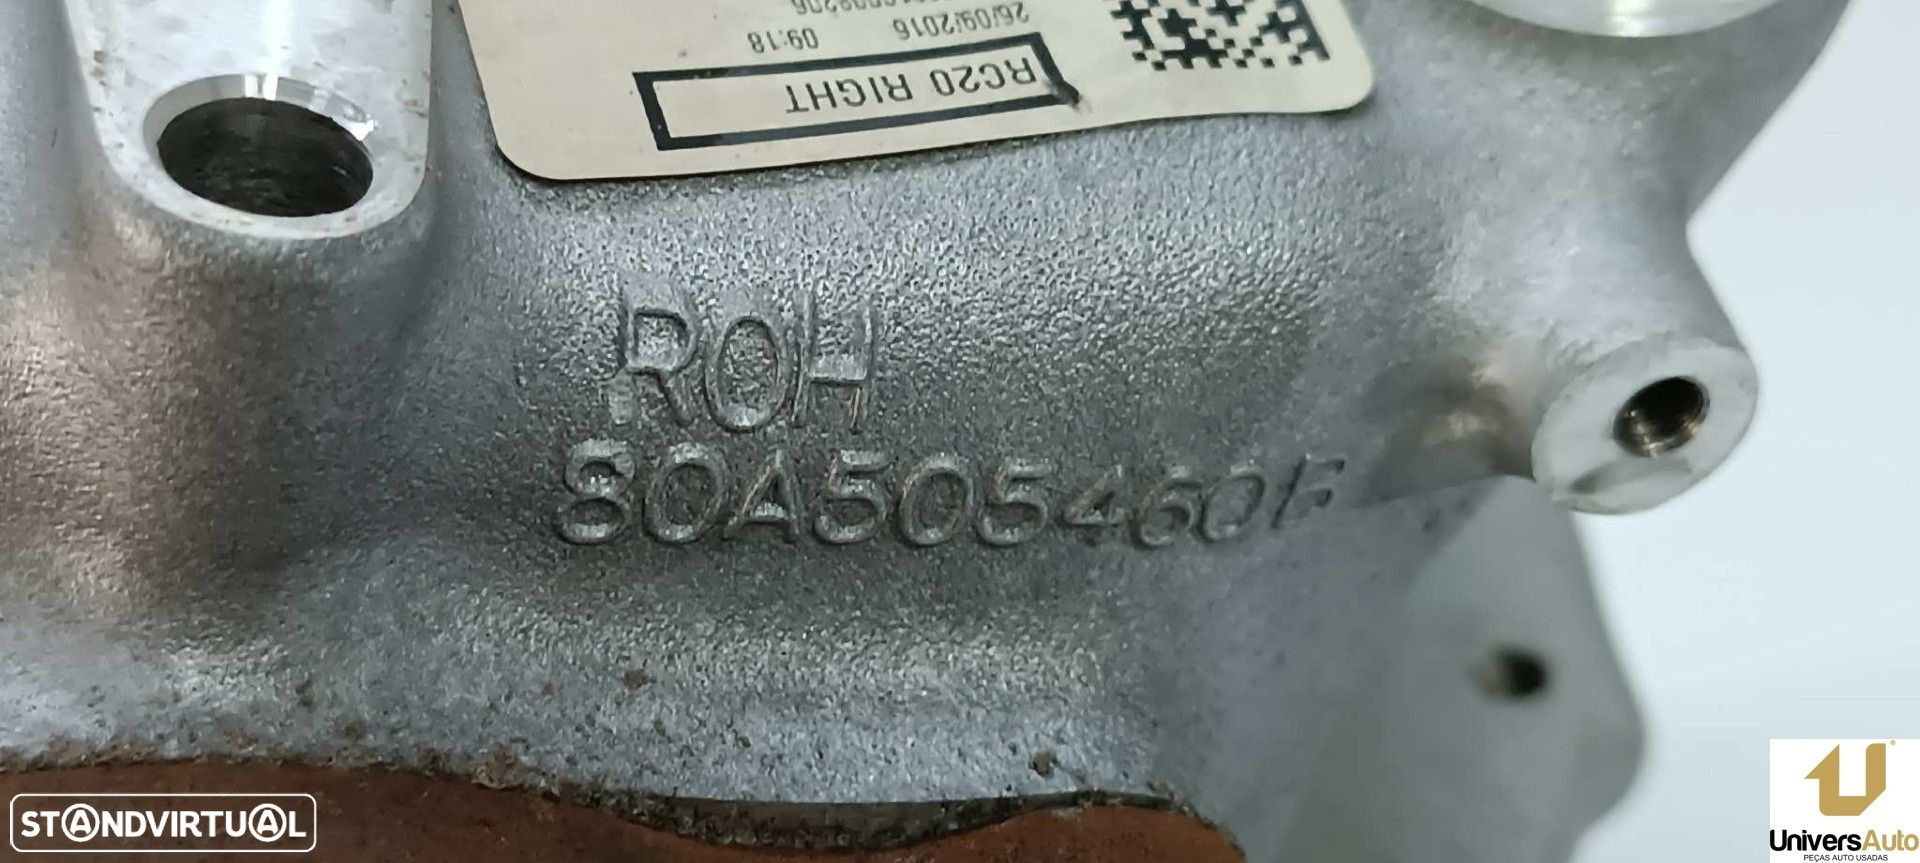 26/09/2016 09:18
RC20 RIGHT
ROH
80A505460F
STANDVIRTUAL
UniversAuto
PEÇAS AUTO USADAS